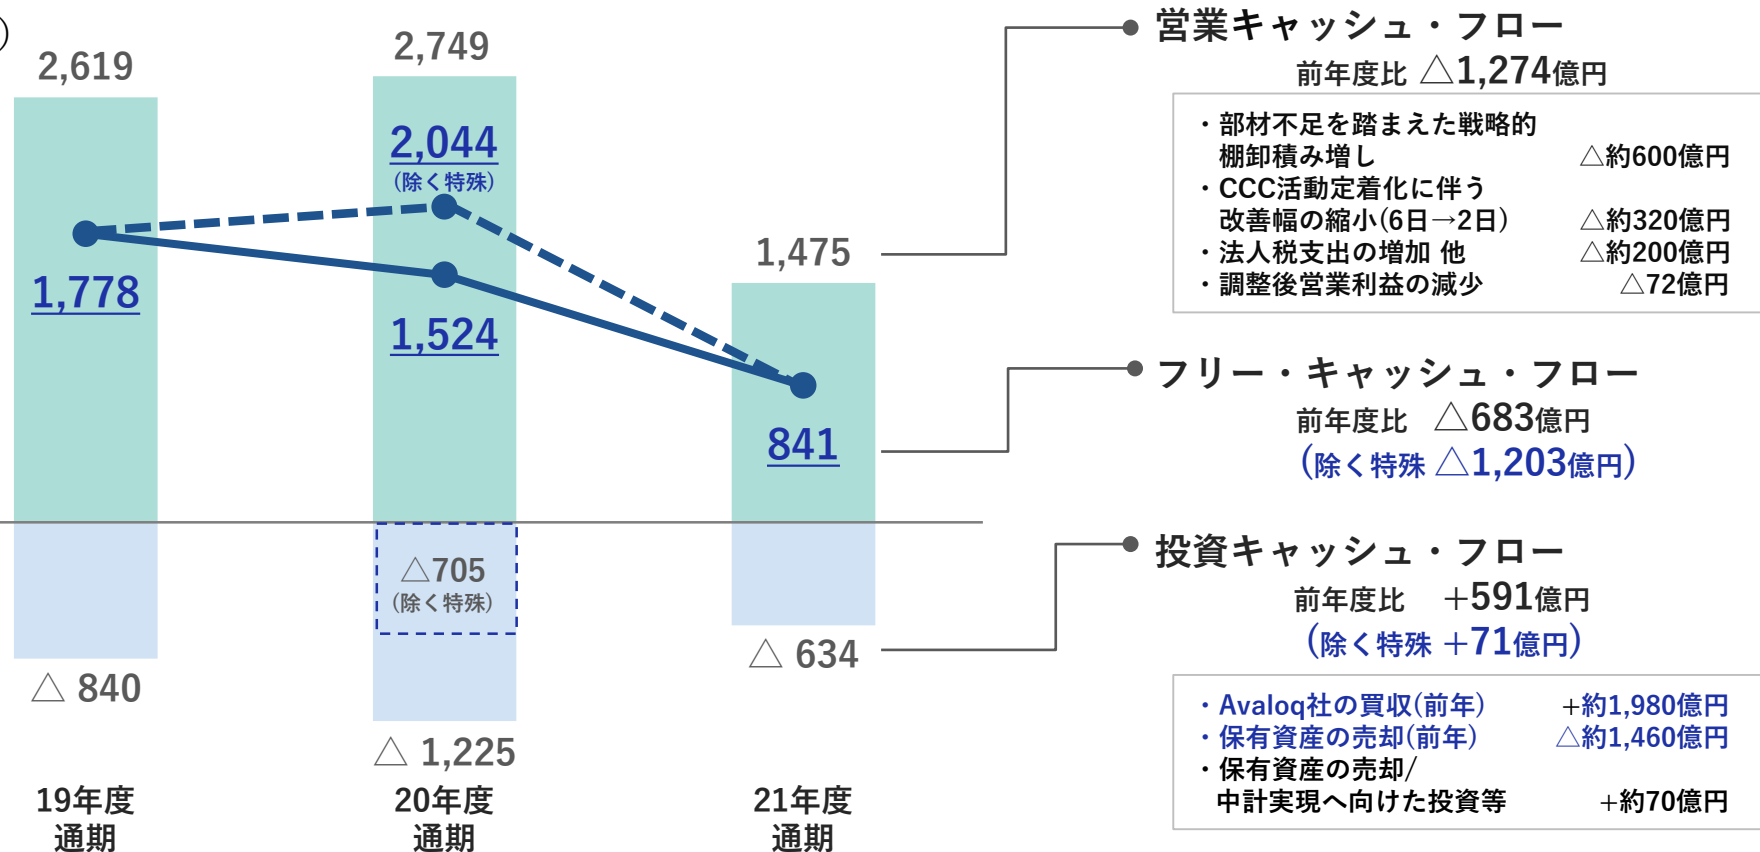 )
2,619
2,749
2,044
(除く特殊)
1,778
1,524
1,475
841
△705
(除く特殊)
△ 840
△ 1,225
△ 634
19年度
通期
20年度
通期
21年度
通期
営業キャッシュ・フロー
前年度比 △1,274億円
・部材不足を踏まえた戦略的
棚卸積み増し △約600億円
・CCC活動定着化に伴う
改善幅の縮小(6日→2日) △約320億円
・法人税支出の増加 他 △約200億円
・調整後営業利益の減少 △72億円
フリー・キャッシュ・フロー
前年度比 △683億円
(除く特殊 △1,203億円)
投資キャッシュ・フロー
前年度比 +591億円
(除く特殊 +71億円)
・Avaloq社の買収(前年) +約1,980億円
・保有資産の売却(前年) △約1,460億円
・保有資産の売却/
中計実現へ向けた投資等 +約70億円